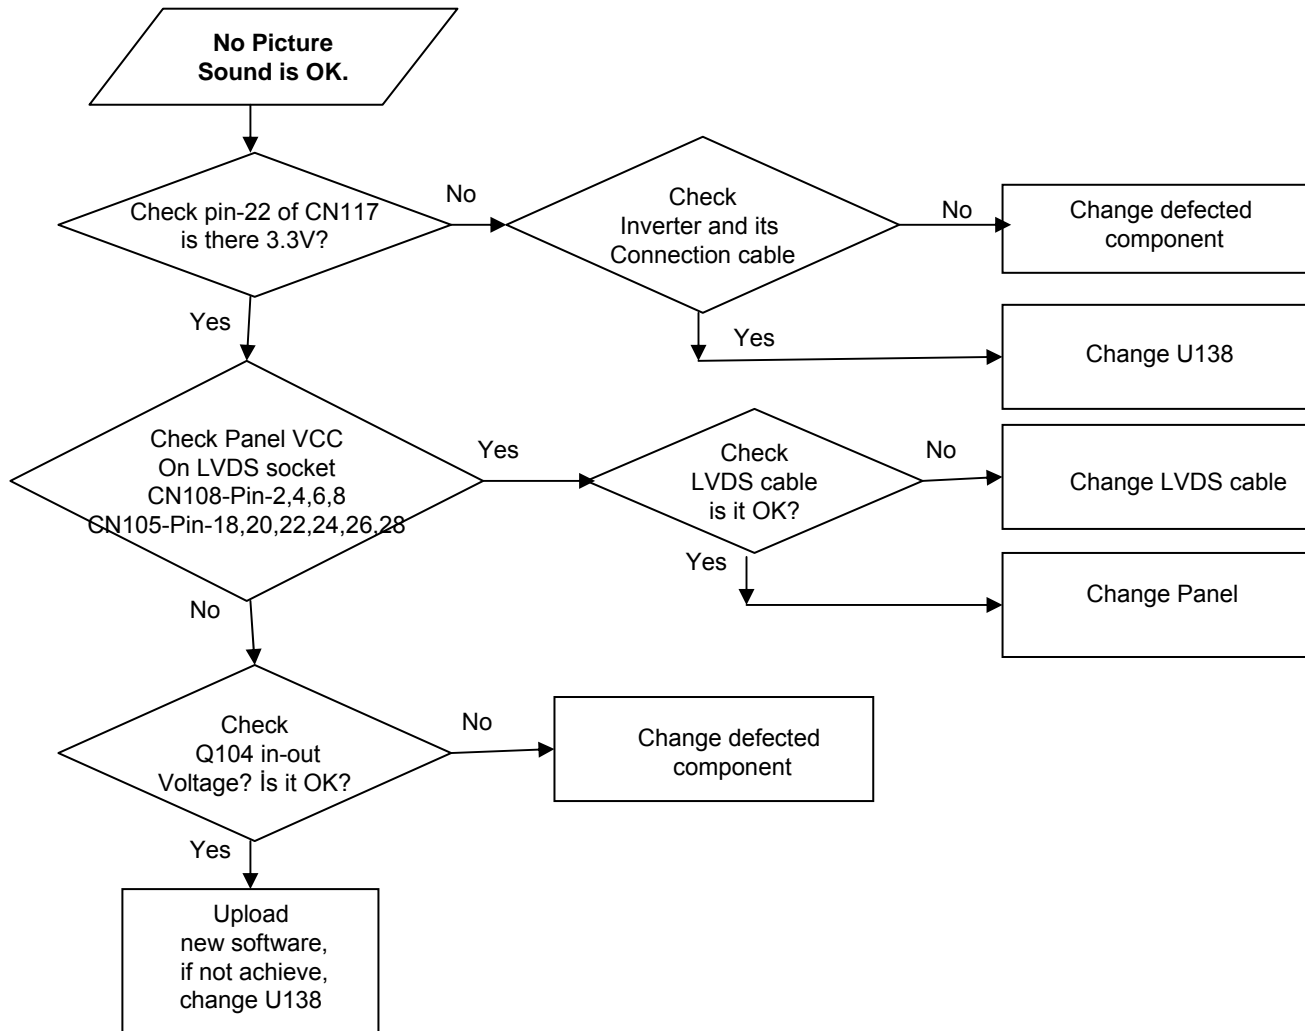 No Picture
Sound is OK.
Check pin-22 of CN117
is there 3.3V?
No
Check
Inverter and its
Connection cable
No
Change defected
component
Yes
Yes
Change U138
Check Panel VCC
On LVDS socket
CN108-Pin-2,4,6,8
CN105-Pin-18,20,22,24,26,28
Yes
Check
LVDS cable
is it OK?
No
Change LVDS cable
Yes
Change Panel
No
Check
Q104 in-out
Voltage? İs it OK?
No
Change defected
component
Yes
Upload
new software,
if not achieve,
change U138